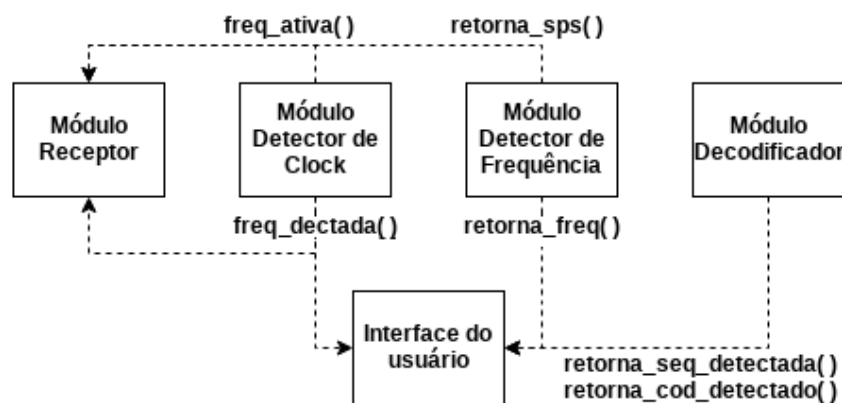 freq_ativa( )
retorna_sps( )
Módulo
Receptor
Módulo
Detector de
Clock
Módulo
Detector de
Frequência
Módulo
Decodificador
freq_dectada( )
retorna_freq( )
Interface do
usuário
retorna_seq_detectada( )
retorna_cod_detectado( )